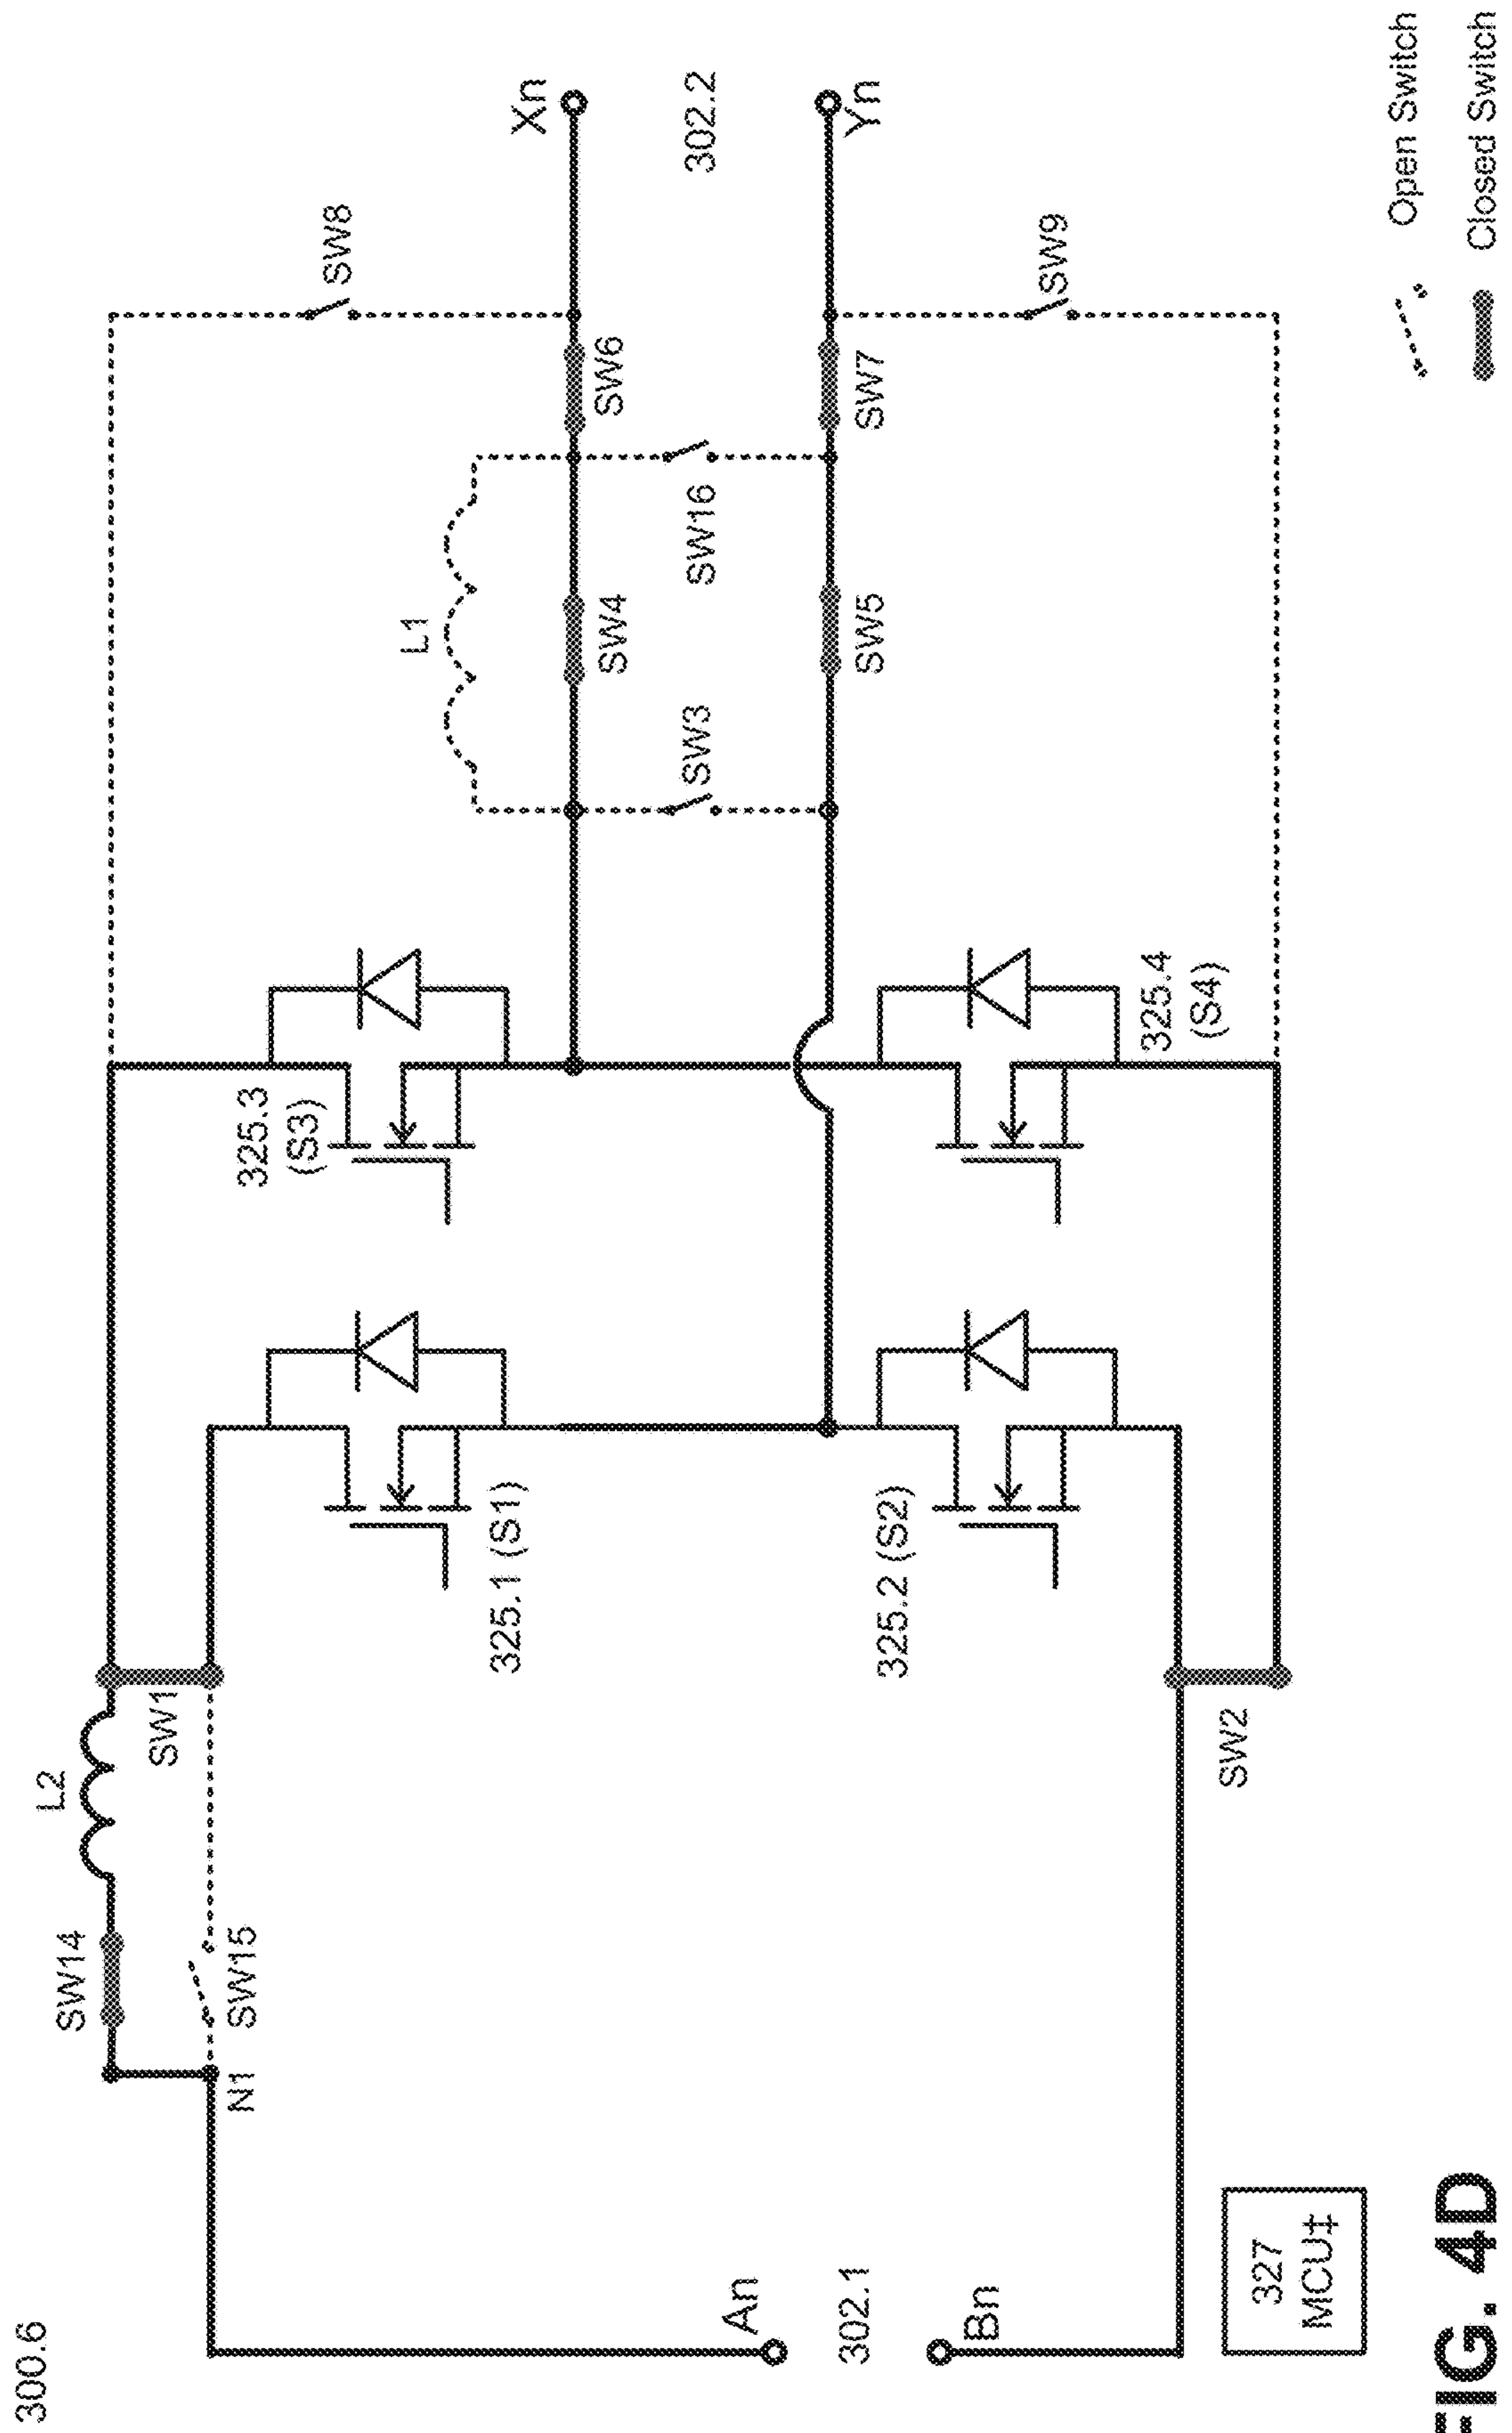 300.6
SW14
L2
SW1
N1
SW15
325.3
(S3)
325.1 (S1)
SW8
L1
SW4
SW6
Xn
SW3
SW16
302.2
An
302.1
Bn
325.2 (S2)
SW5
SW7
Yn
325.4
(S4)
SW9
SW2
327
MCU‡
Open Switch
Closed Switch
FIG. 4D